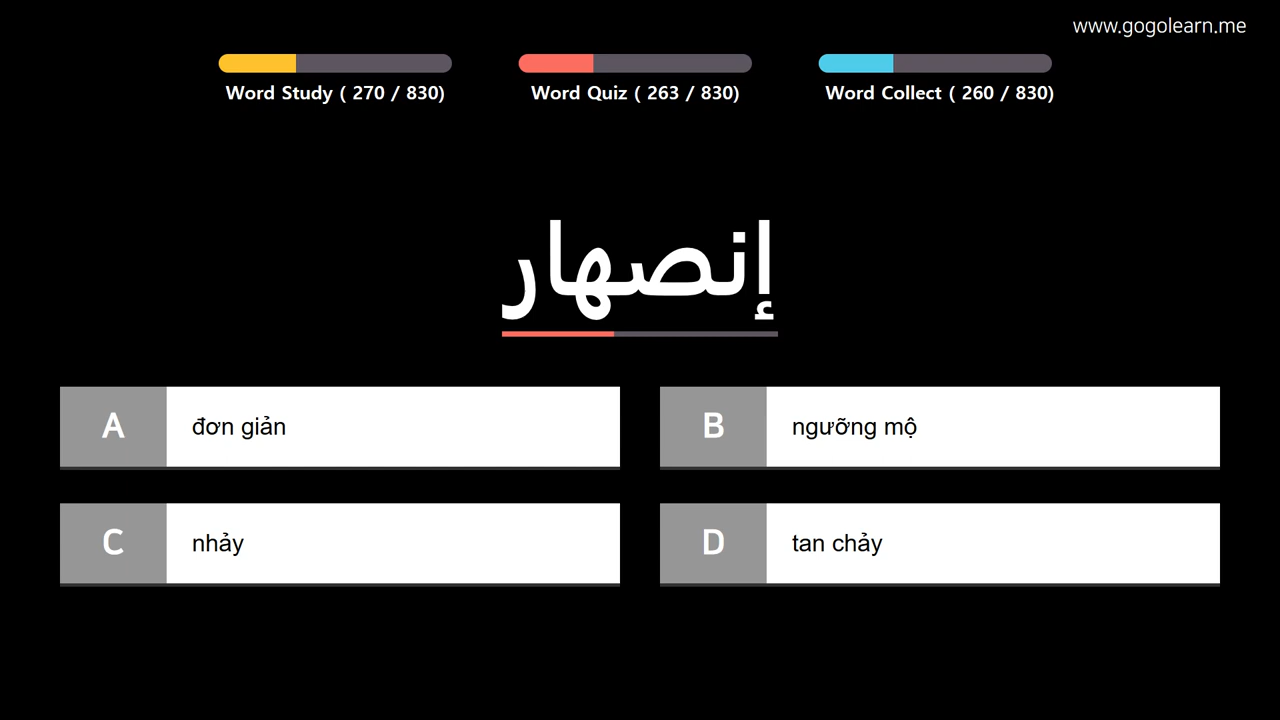 www.gogolearn.me
Word Study ( 270 / 830)
Word Quiz ( 263 / 830)
Word Collect ( 260 / 830)
إنصهار
A đơn giản
B ngưỡng mộ
C nhảy
D tan chảy